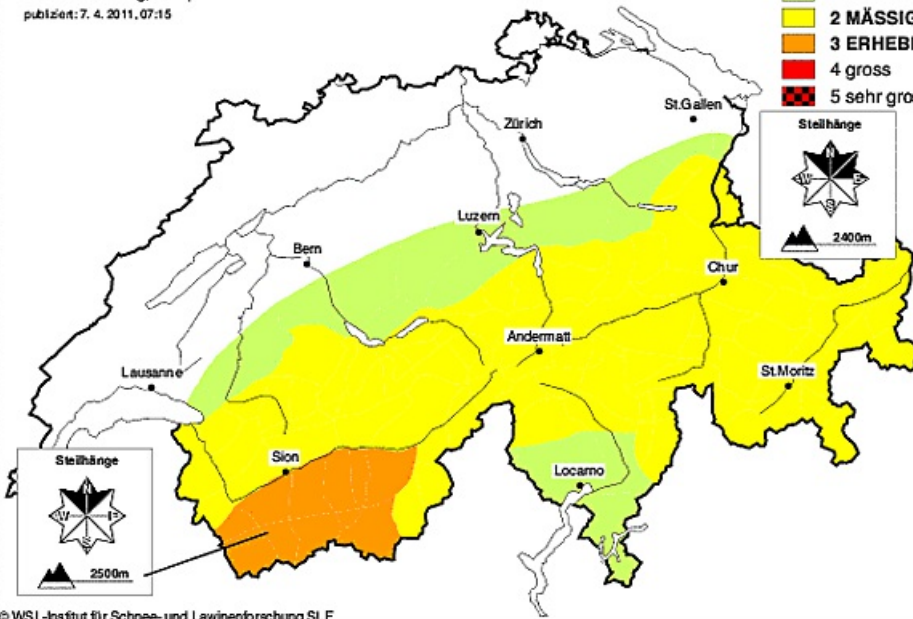 publiziert: 7. 4. 2011, 07:15
2 MÄSSIG
3 ERHEB
4 gross
5 sehr gro
St.Gallen
Zürich
Steilhänge
N
W E
S
2400m
Luzern
Bern
Chur
Andermatt
Lausanne
St.Moritz
Sion
Locarno
Steilhänge
N
W E
S
2500m
© WSL-Institut für Schnee- und Lawinenforschung SLF